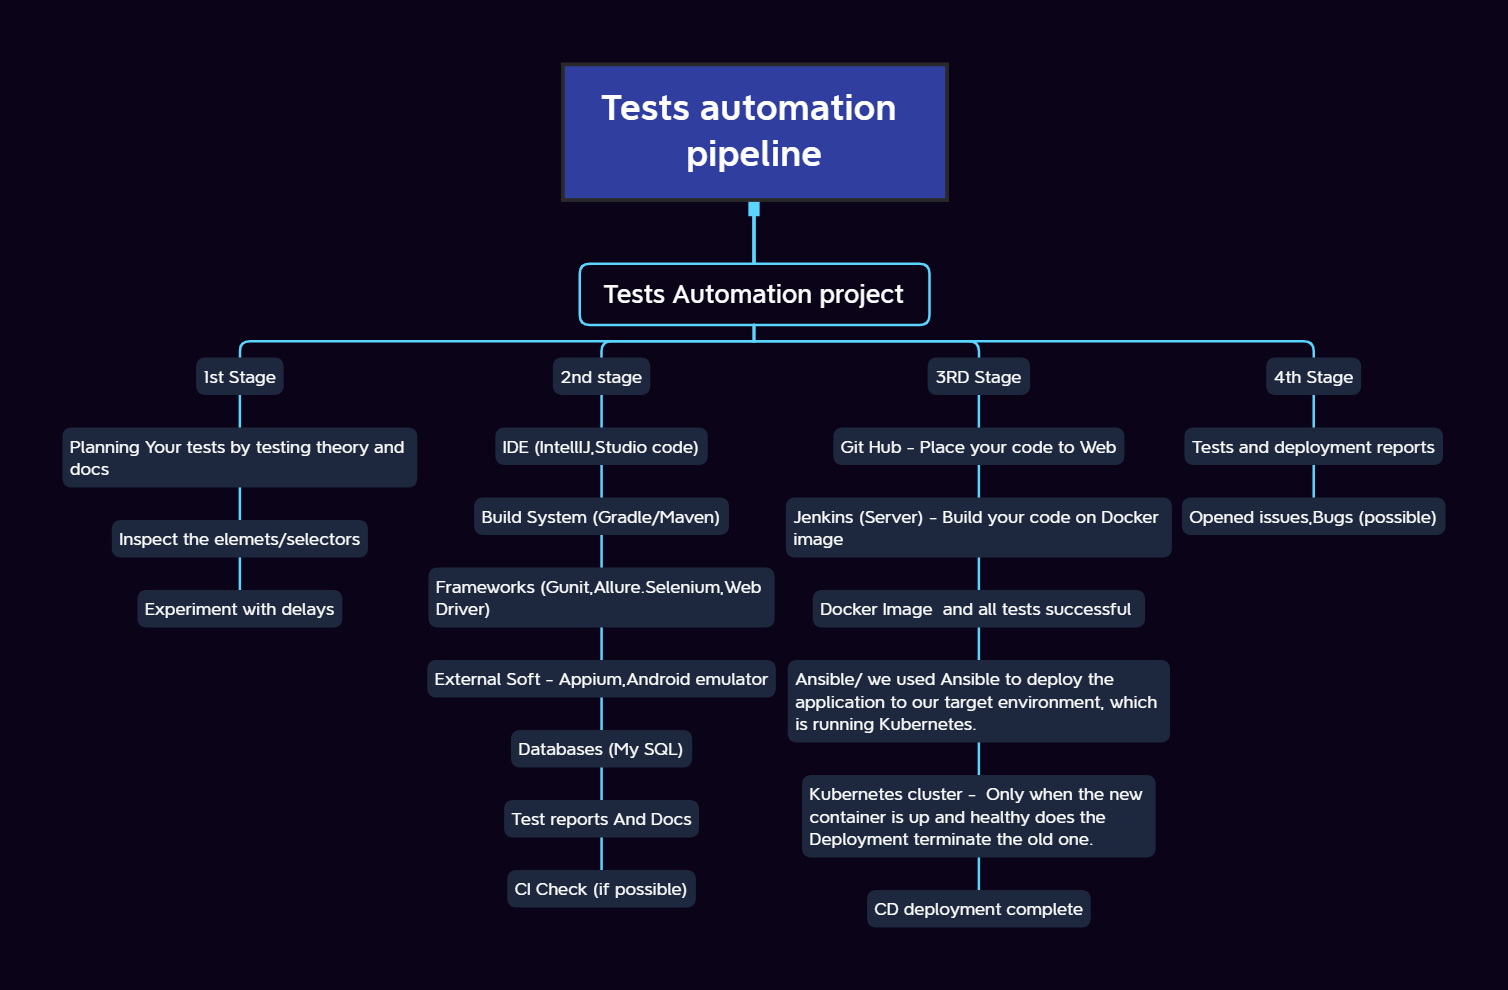 Tests automation
pipeline
Tests Automation project
1st Stage
Planning Your tests by testing theory and
docs
Inspect the elemets/selectors
Experiment with delays
2nd stage
IDE (IntellIJ,Studio code)
Build System (Gradle/Maven)
Frameworks (Gunit,Allure.Selenium,Web
Driver)
External Soft - Appium,Android emulator
Databases (My SQL)
Test reports And Docs
CI Check (if possible)
3RD Stage
Git Hub - Place your code to Web
Jenkins (Server) - Build your code on Docker
image
Docker Image  and all tests successful
Ansible/ we used Ansible to deploy the
application to our target environment, which
is running Kubernetes.
Kubernetes cluster -  Only when the new
container is up and healthy does the
Deployment terminate the old one.
CD deployment complete
4th Stage
Tests and deployment reports
Opened issues,Bugs (possible)